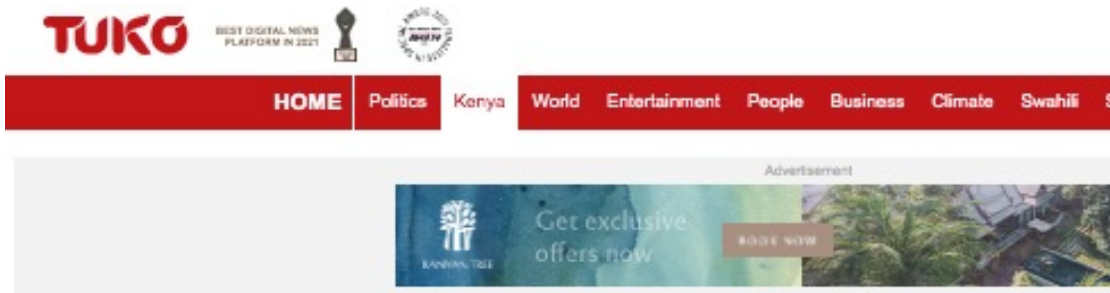 TUKO
BEST DIGITAL NEWS
PLATFORM IN 2021
HOME Politics Kenya World Entertainment People Business Climate Swahili
Advertisement
Get exclusive
offers now
BOOK NOW
BANYAN TREE